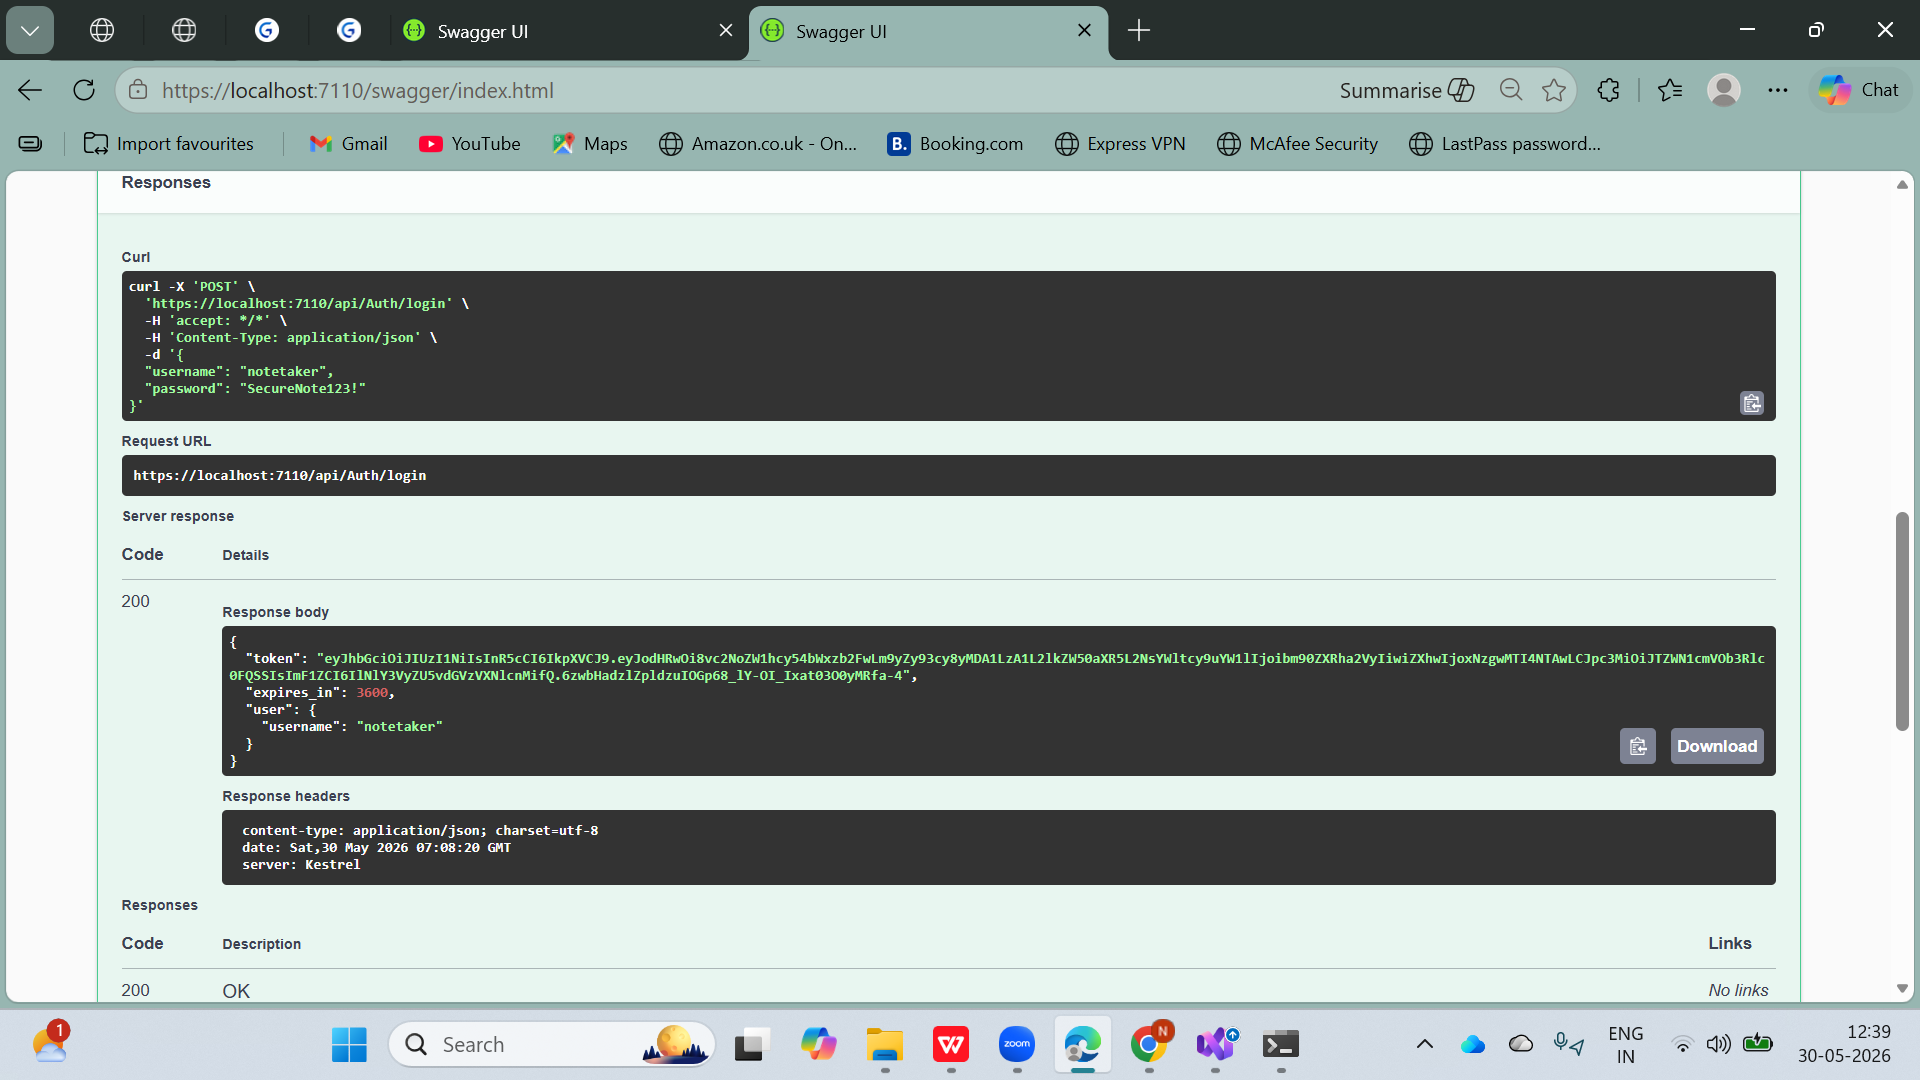 Swagger UI
Swagger UI
https://localhost:7110/swagger/index.html
Summarise
Chat
Import favourites
Gmail
YouTube
Maps
Amazon.co.uk - On...
B.
Booking.com
Express VPN
McAfee Security
LastPass password...
Responses
Curl
curl -X 'POST' \
'https://localhost:7110/api/Auth/login' \
-H 'accept: */*' \
-H 'Content-Type: application/json' \
-d '{
"username": "notetaker",
"password": "SecureNote123!"
}'
Request URL
https://localhost:7110/api/Auth/login
Server response
Code Details
200
Response body
{
"token": "eyJhbGciOiJIUzI1NiIsInR5cCI6IkpXVCJ9.eyJodHRwOi8vc2NoZW1hcy54bWxzb2FwLm9yZy93cy8yMDA1LzA1L2lkZW50aXR5L2NsYWltcy9uYW1lIjoibm90ZXRha2VyIiwiZXhwIjoxNzgwMTI4NTAwLCJpc3MiOiJTZWN1cmVOb3Rlc
0FQSSIsImF1ZCI6IlNlY3VyZU5vdGVzVXNlcnMifQ.6zwbHadzlZpldzuIOGp68_lY-OI_Ixat03O0yMRfa-4",
"expires_in": 3600,
"user": {
"username": "notetaker"
}
}
Download
Response headers
content-type: application/json; charset=utf-8
date: Sat,30 May 2026 07:08:20 GMT
server: Kestrel
Responses
Code Description Links
200 OK No links
1
Search
W
zoom
N
ENG
IN
12:39
30-05-2026